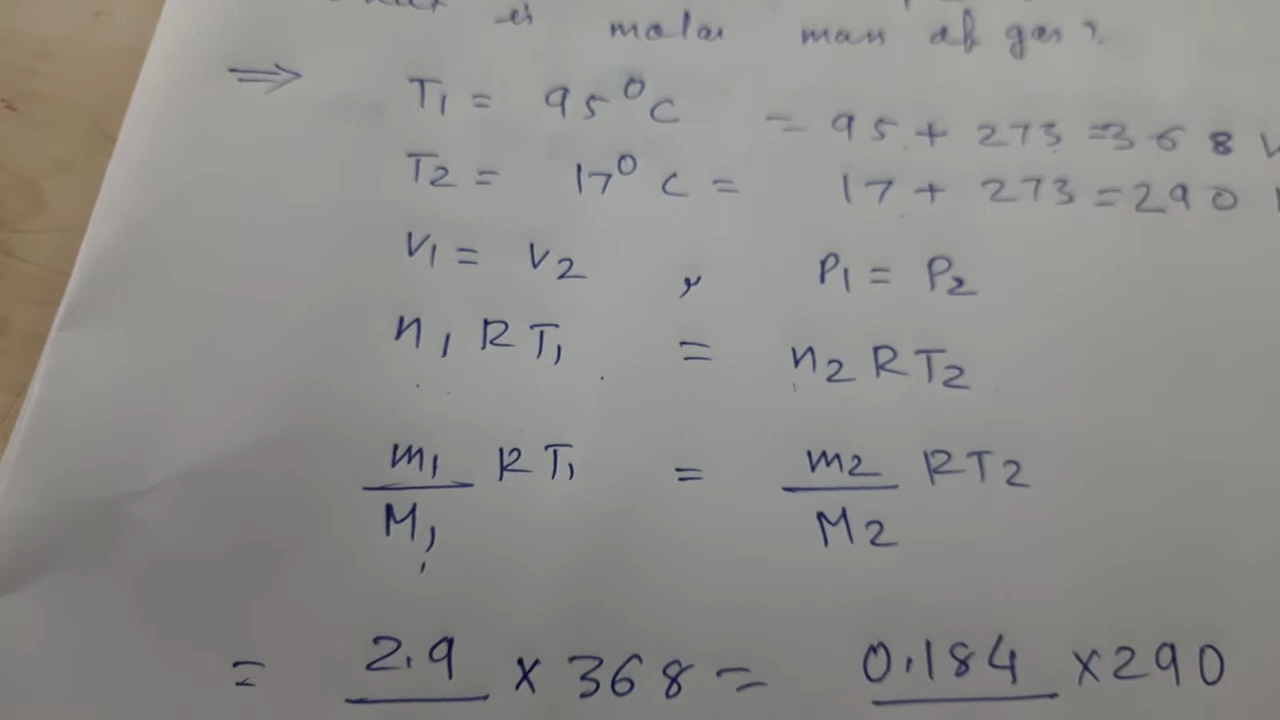 is molar mass of gas?
⇒ T1 = 95°C = 95 + 273 = 368
T2 = 17° C = 17 + 273 = 290
V1 = V2 , P1 = P2
n1 RT1 = n2 RT2
m1/M1 RT1 = m2/M2 RT2
= 2.9 × 368 = 0.184 × 290